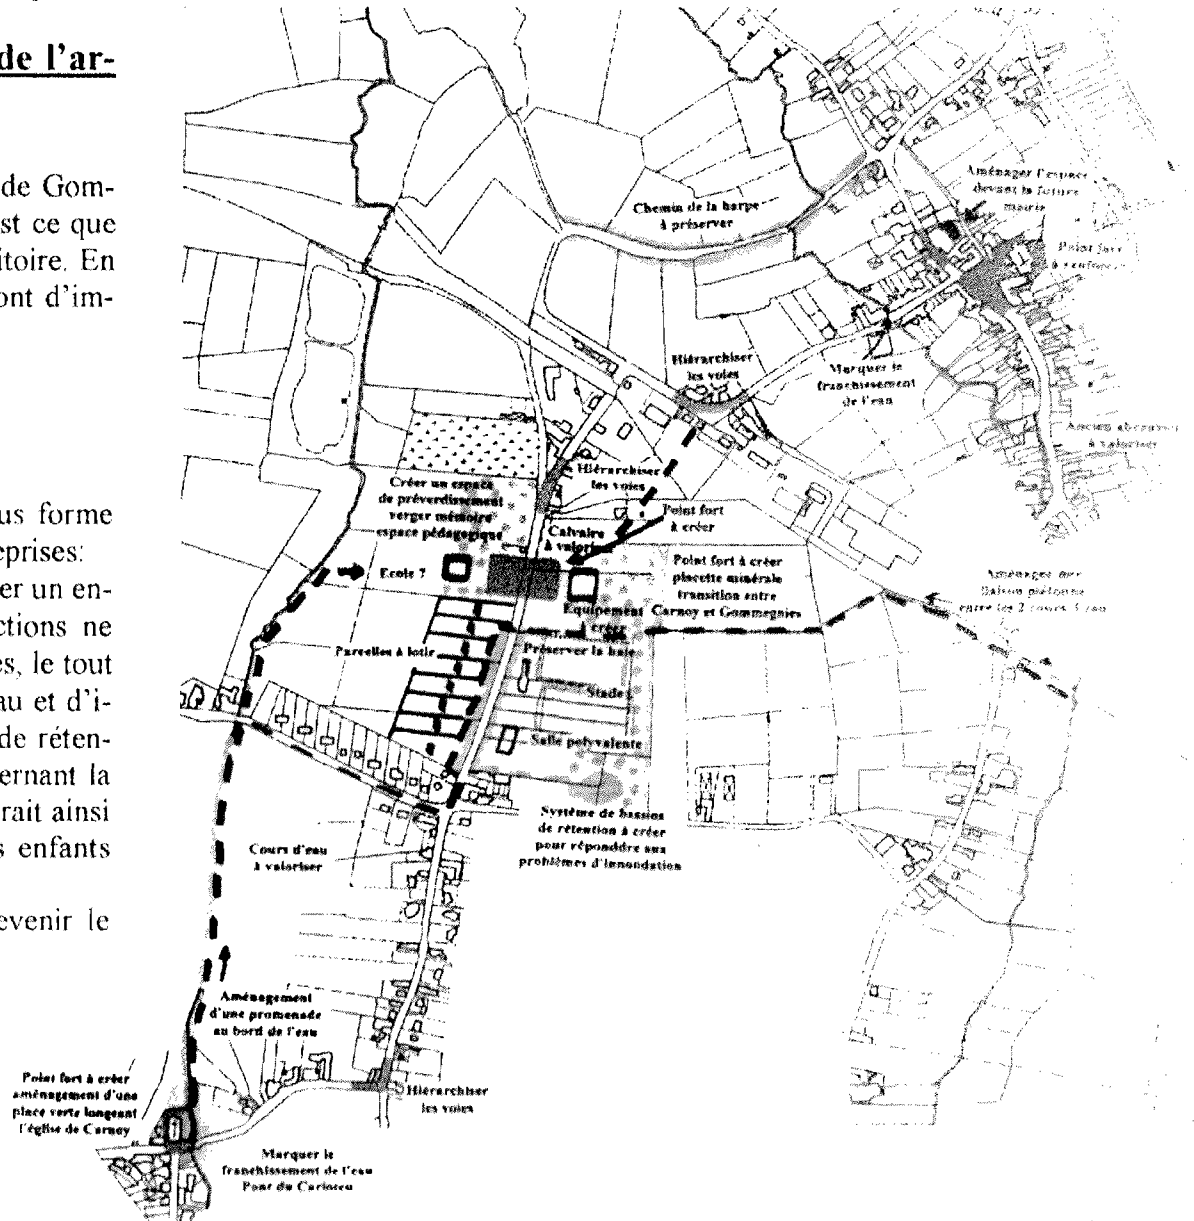 de l'ar-
de Gom-
st ce que
itoire. En
ont d'im-
us forme
eprises:
er un en-
ctions ne
es, le tout
au et d'i-
de réten-
ernant la
rait ainsi
s enfants
evenir le
Chemin de la harpe
à préserver
Aménager l'espace
devant la future
mairie
Point fort
à renforcer
Hiérarchiser
les voies
Marquer le
franchissement
de l'eau
Ancien abreuvoir
à valoriser
Hiérarchiser
les voies
Créer un espace
de préverdissement
verger mémoire
espace pédagogique
Point fort
à créer
Calvaire
à valoriser
Ecole ?
Point fort à créer
placette minérale
transition entre
Carnoy et Gommegnies
Equipement
à créer
Aménager une
liaison piétonne
entre les 2 cours d'eau
Parcelles à lotir
Préserver la haie
Stade
Salle polyvalente
Système de bassins
de rétention à créer
pour réponddre aux
problèmes d'innondation
Cours d'eau
à valoriser
Aménagement
d'une promenade
au bord de l'eau
Point fort à créer
aménagement d'une
place verte longeant
l'église de Carnoy
Hiérarchiser
les voies
Marquer le
franchissement de l'eau
Pont du